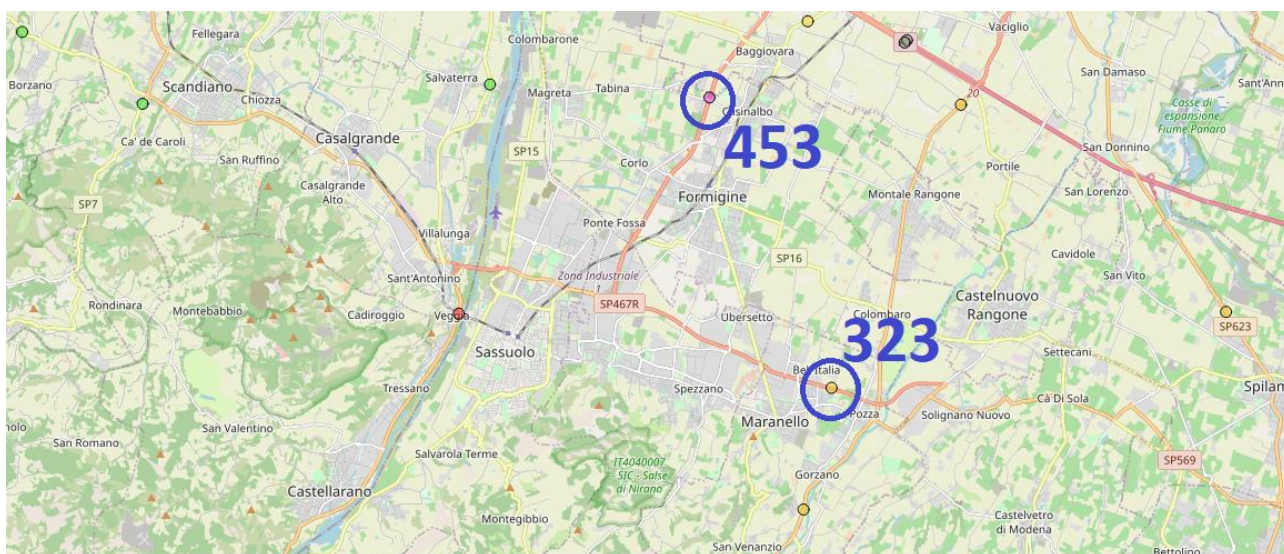 Fellegara
Colombarone
Vaciglio
Baggiovara
Borzano
Scandiano
Salvaterra
San Damaso
Sant'Ann
Chiozza
Magreta
Tabina
20
Casinalbo
Casse di
espansione
Fiume Panaro
Ca' de Caroli
Casalgrande
453
San Donnino
San Ruffino
SP15
Corlo
Portile
Casalgrande
Alto
Formigine
Montale Rangone
San Lorenzo
SP7
Villalunga
Ponte Fossa
Cavidole
SP16
San Vito
Sant'Antonino
Zona Industriale
1
Rondinara
Montebabbio
Cadiroggio
Veggia
SP467R
Ubersetto
Colombaro
Castelnuovo
Rangone
SP623
323
Sassuolo
Settecani
Bell'Italia
Tressano
Spezzano
Spilam
Cà Di Sola
Maranello
Pozza
Solignano Nuovo
San Valentino
nolo
San Romano
Salvarola Terme
IT4040007
- SIC - Salse
di Nirano
SP569
Gorzano
Castellarano
Montegibbio
Castelvetro
di Modena
San Venanzio
Bettolino